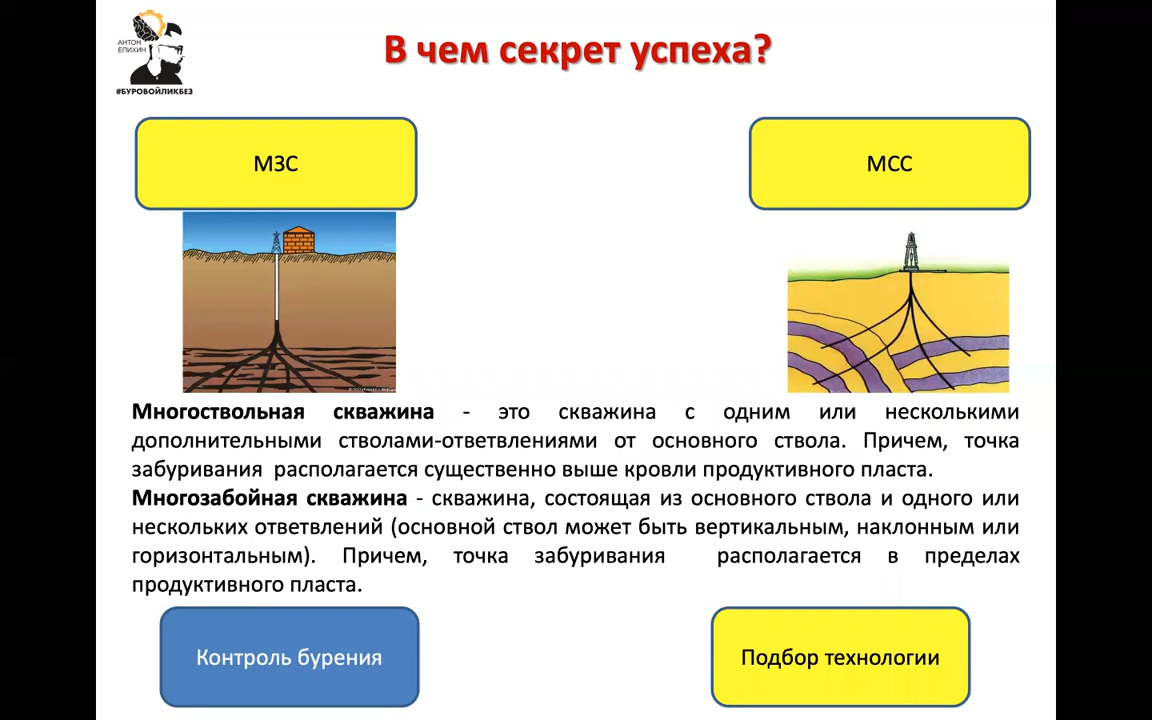 АНТОН
ЕПИХИН
#БУРОВОЙЛИКБЕЗ
В чем секрет успеха?
МЗС
МСС
Многоствольная скважина - это скважина с одним или несколькими
дополнительными стволами-ответвлениями от основного ствола. Причем, точка
забуривания располагается существенно выше кровли продуктивного пласта.
Многозабойная скважина - скважина, состоящая из основного ствола и одного или
нескольких ответвлений (основной ствол может быть вертикальным, наклонным или
горизонтальным). Причем, точка забуривания располагается в пределах
продуктивного пласта.
Контроль бурения
Подбор технологии